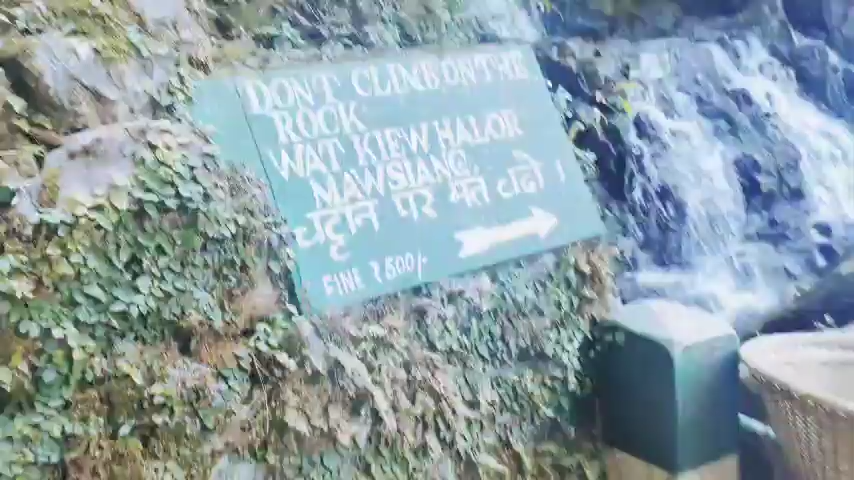 DON'T CLIMB ON THE
ROCK
WAT KIEW HALOR
MAWSIANG
चट्टान पर मत चढो ।
FINE ₹ 500/-